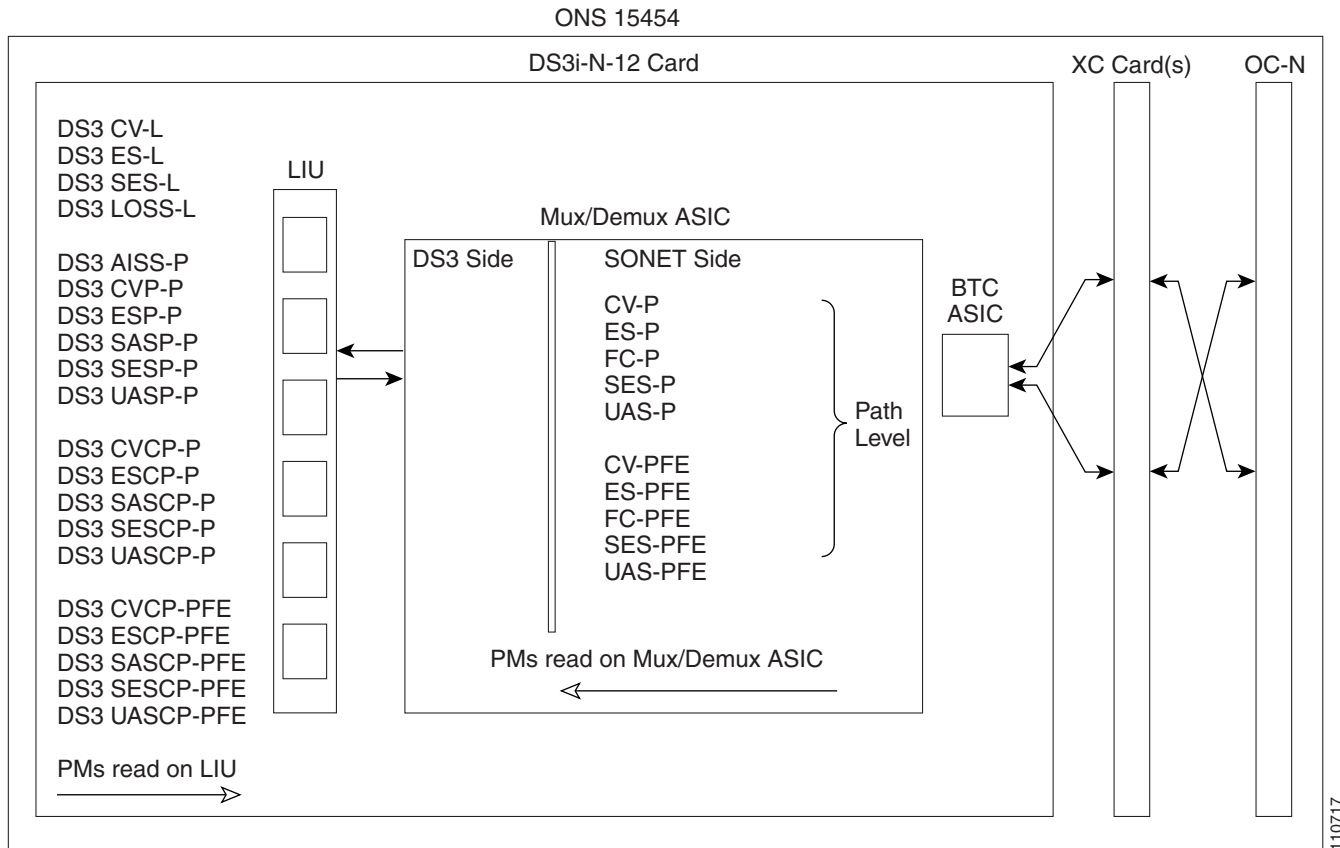 ONS 15454
DS3i-N-12 Card
XC Card(s)
OC-N
DS3 CV-L
DS3 ES-L
DS3 SES-L
DS3 LOSS-L
DS3 AISS-P
DS3 CVP-P
DS3 ESP-P
DS3 SASP-P
DS3 SESP-P
DS3 UASP-P
DS3 CVCP-P
DS3 ESCP-P
DS3 SASCP-P
DS3 SESCP-P
DS3 UASCP-P
DS3 CVCP-PFE
DS3 ESCP-PFE
DS3 SASCP-PFE
DS3 SESCP-PFE
DS3 UASCP-PFE
PMs read on LIU
LIU
Mux/Demux ASIC
DS3 Side
SONET Side
CV-P
ES-P
FC-P
SES-P
UAS-P
CV-PFE
ES-PFE
FC-PFE
SES-PFE
UAS-PFE
Path
Level
PMs read on Mux/Demux ASIC
BTC
ASIC
110717